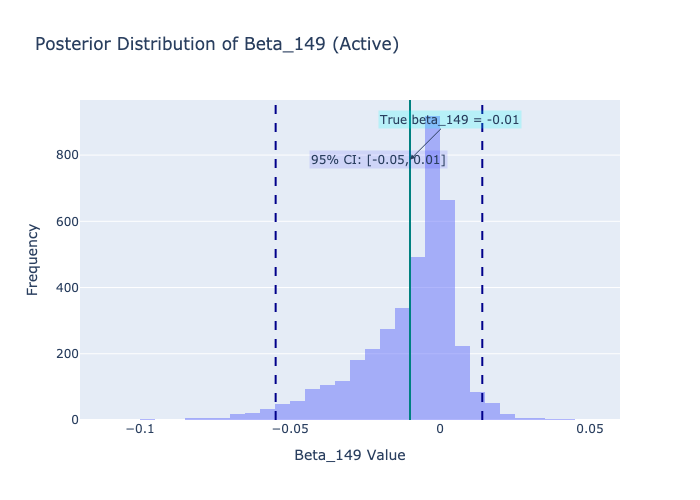 Posterior Distribution of Beta_149 (Active)
True beta_149 = -0.01
95% CI: [-0.05, 0.01]
Frequency
800
600
400
200
0
−0.1
−0.05
0
0.05
Beta_149 Value